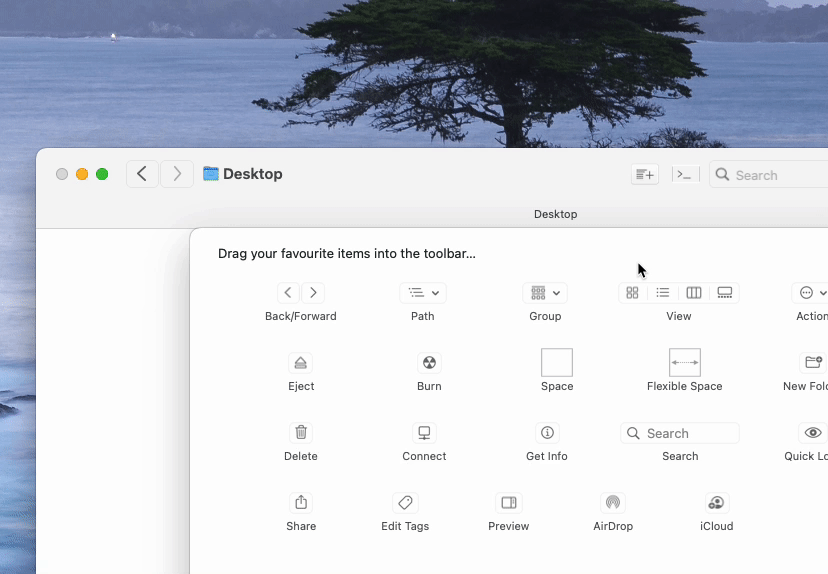 Desktop
Search
Desktop
Drag your favourite items into the toolbar...
Back/Forward
Path
Group
View
Action
Eject
Burn
Space
Flexible Space
New Fol
Delete
Connect
Get Info
Search
Search
Quick Lo
Share
Edit Tags
Preview
AirDrop
iCloud